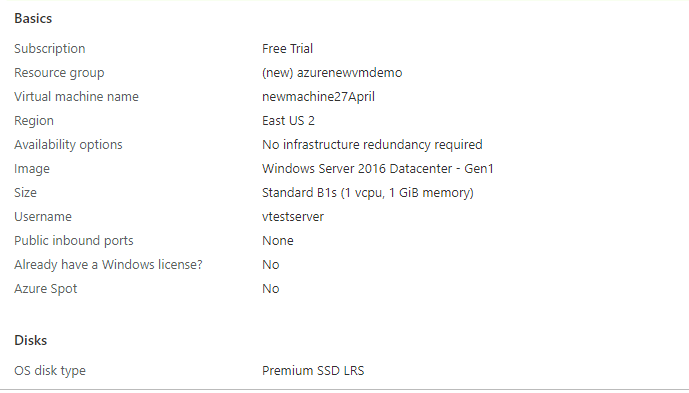 Basics
Subscription Free Trial
Resource group (new) azurenewvmdemo
Virtual machine name newmachine27April
Region East US 2
Availability options No infrastructure redundancy required
Image Windows Server 2016 Datacenter - Gen1
Size Standard B1s (1 vcpu, 1 GiB memory)
Username vtestserver
Public inbound ports None
Already have a Windows license? No
Azure Spot No
Disks
OS disk type Premium SSD LRS